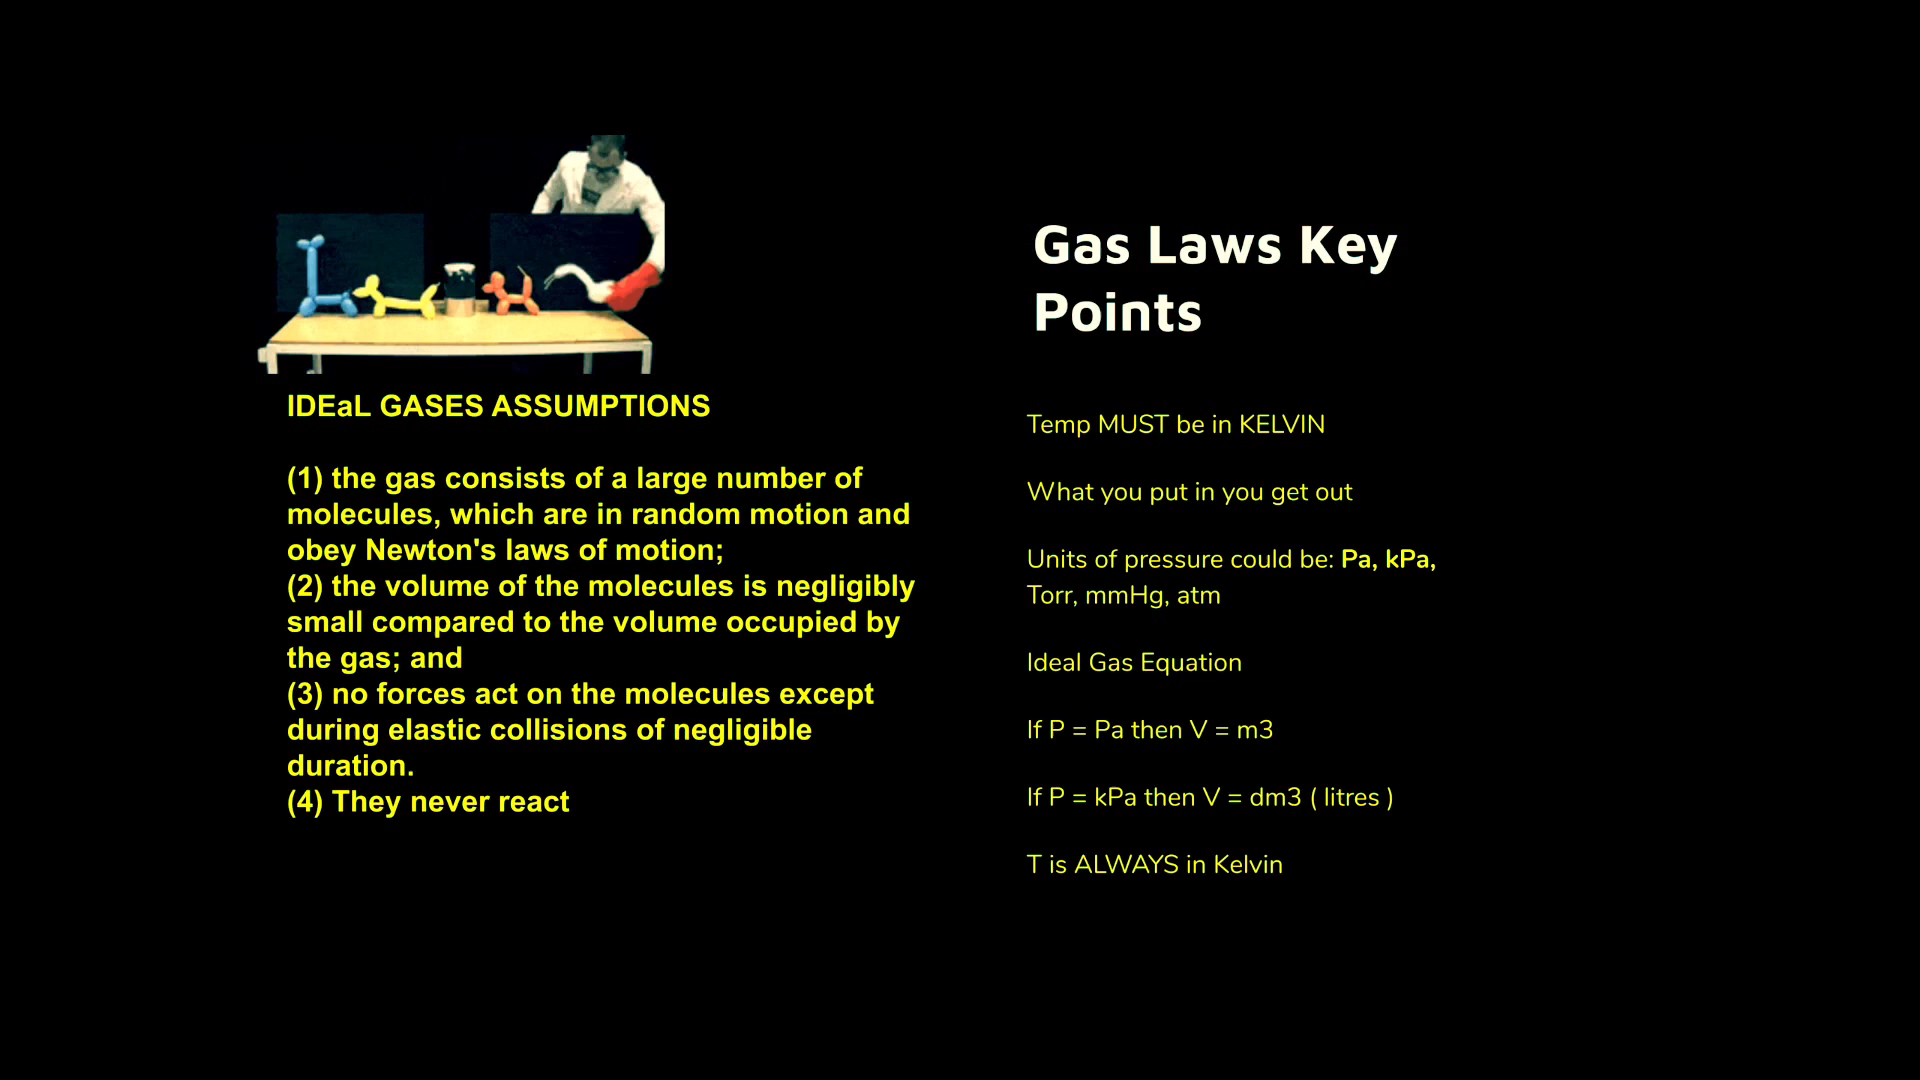 IDEaL GASES ASSUMPTIONS
(1) the gas consists of a large number of
molecules, which are in random motion and
obey Newton's laws of motion;
(2) the volume of the molecules is negligibly
small compared to the volume occupied by
the gas; and
(3) no forces act on the molecules except
during elastic collisions of negligible
duration.
(4) They never react
Gas Laws Key
Points
Temp MUST be in KELVIN
What you put in you get out
Units of pressure could be: Pa, kPa,
Torr, mmHg, atm
Ideal Gas Equation
If P = Pa then V = m3
If P = kPa then V = dm3 ( litres )
T is ALWAYS in Kelvin